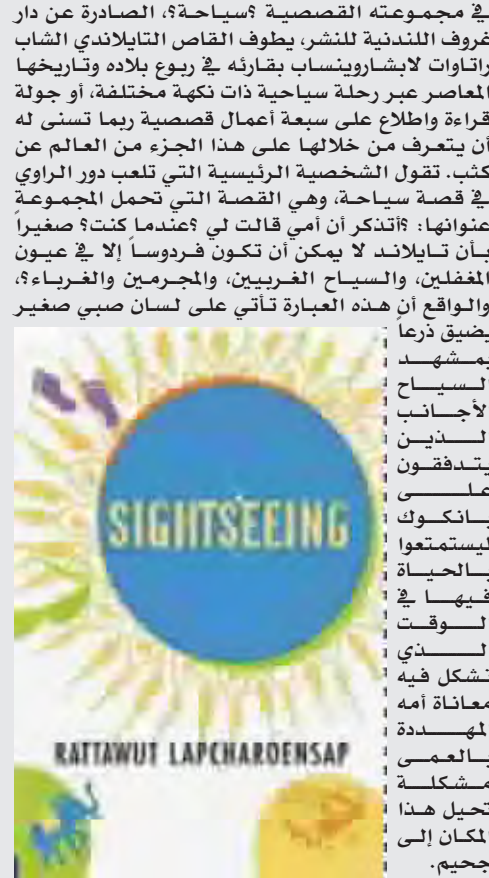 في مجموعته القصصية ؟سياحة؟، الصادرة عن دار
غروف اللندنية للنشر، يطوف القاص التايلاندي الشاب
راتاوات لابشاروينساب بقارئه في ربوع بلاده وتاريخها
المعاصر عبر رحلة سياحية ذات نكهة مختلفة، أو جولة
قراءة واطلاع على سبعة أعمال قصصية ربما تسنى له
أن يتعرف من خلالها على هذا الجزء من العالم عن
كثب. تقول الشخصية الرئيسية التي تلعب دور الراوي
في قصة سياحة، وهي القصة التي تحمل المجموعة
عنوانها: ؟أتذكر أن أمي قالت لي ؟عندما كنت؟ صغيراً
بأن تايلاند لا يمكن أن تكون فردوساً إلا في عيون
المغفلين، والسياح الغربيين، والمجرمين والغرباء؟،
والواقع أن هذه العبارة تأتي على لسان صبي صغير
يضيق ذرعاً
بمشهد
السياح
الأجانب
الذين
يتدفقون
على
بانكوك
ليستمتعوا
بالحياة
فيها في
الوقت
الذي
تشكل فيه
معاناة أمه
المهددة
بالعمى
مشكلة
تحيل هذا
المكان إلى
جحيم.
SIGHTSEEING
RATTAWUT LAPCHAROENSAP